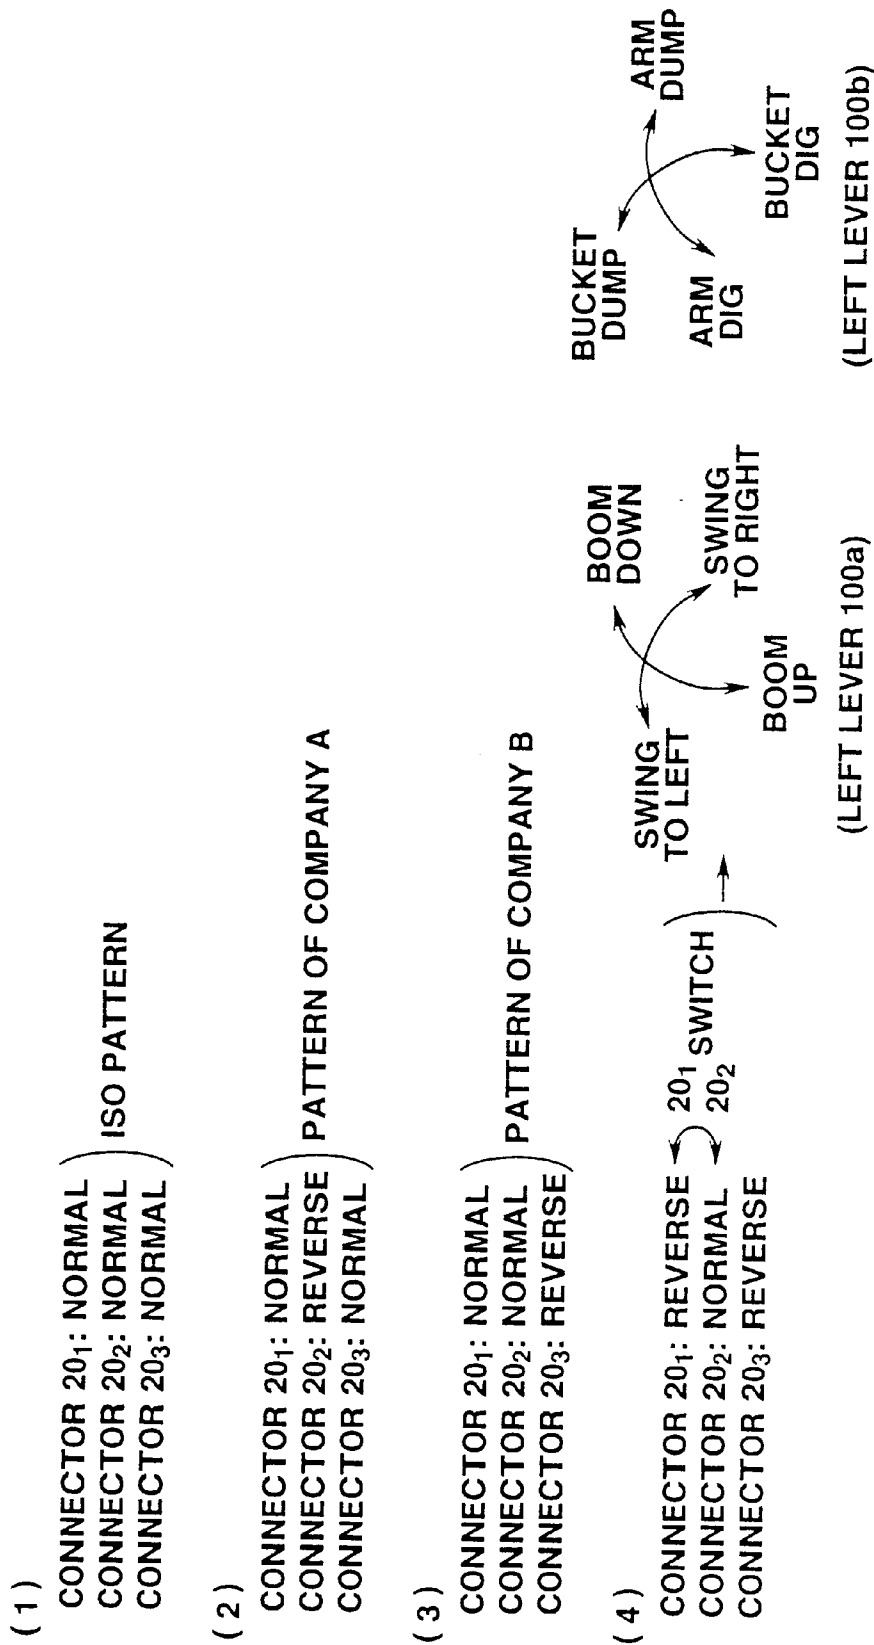 (1)
CONNECTOR 20₁: NORMAL
CONNECTOR 20₂: NORMAL
CONNECTOR 20₃: NORMAL
ISO PATTERN
(2)
CONNECTOR 20₁: NORMAL
CONNECTOR 20₂: REVERSE
CONNECTOR 20₃: NORMAL
PATTERN OF COMPANY A
(3)
CONNECTOR 20₁: NORMAL
CONNECTOR 20₂: NORMAL
CONNECTOR 20₃: REVERSE
PATTERN OF COMPANY B
(4)
CONNECTOR 20₁: REVERSE
CONNECTOR 20₂: NORMAL
CONNECTOR 20₃: REVERSE
20₁
20₂
SWITCH
SWING
TO LEFT
BOOM
DOWN
SWING
TO RIGHT
BOOM
UP
(LEFT LEVER 100a)
BUCKET
DUMP
ARM
DUMP
ARM
DIG
BUCKET
DIG
(LEFT LEVER 100b)